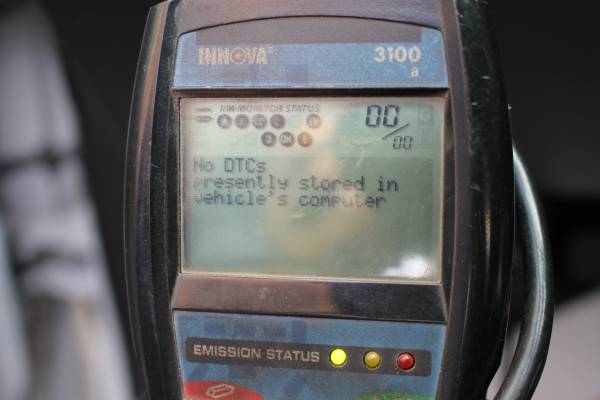 INNOVA
3100
a
I/M MONITOR STATUS
00
/00
No DTCs
presently stored in
vehicle's computer
EMISSION STATUS